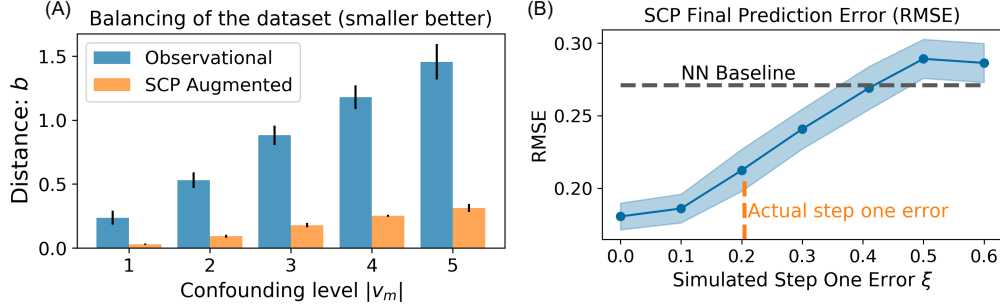 (A)
Balancing of the dataset (smaller better)
Observational
SCP Augmented
Distance: b
1.5
1.0
0.5
0.0
1 2 3 4 5
Confounding level |v_m|
(B)
SCP Final Prediction Error (RMSE)
NN Baseline
Actual step one error
RMSE
0.30
0.25
0.20
0.0 0.1 0.2 0.3 0.4 0.5 0.6
Simulated Step One Error ξ